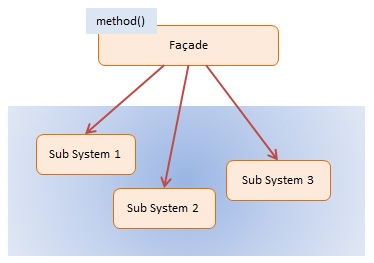 method()
Façade
Sub System 1
Sub System 2
Sub System 3